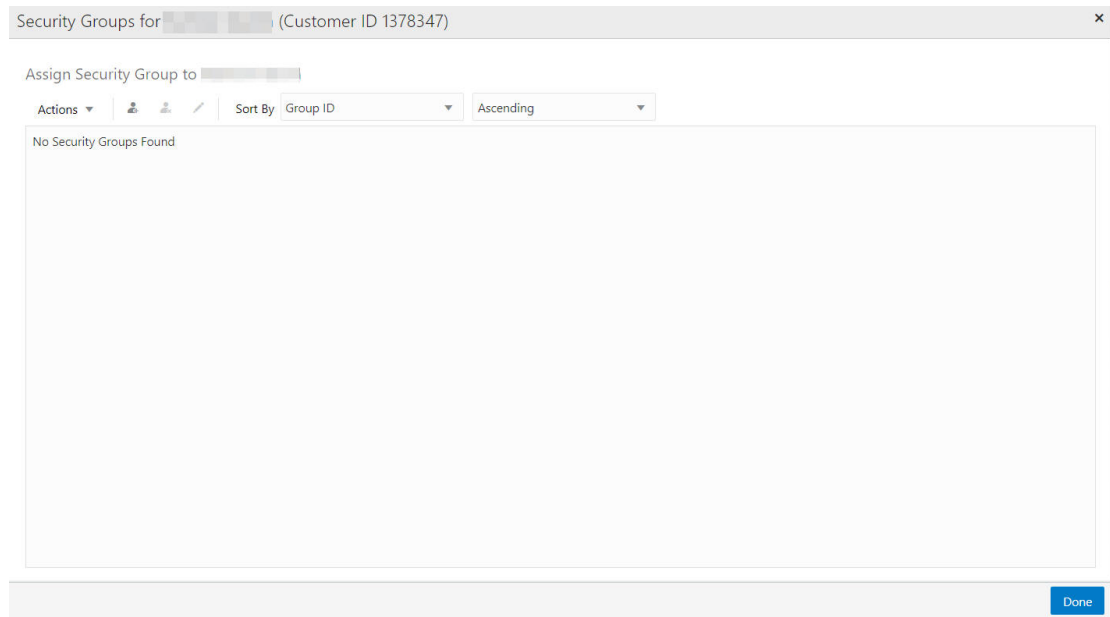 Security Groups for (Customer ID 1378347)
Assign Security Group to
Actions Sort By Group ID Ascending
No Security Groups Found
Done